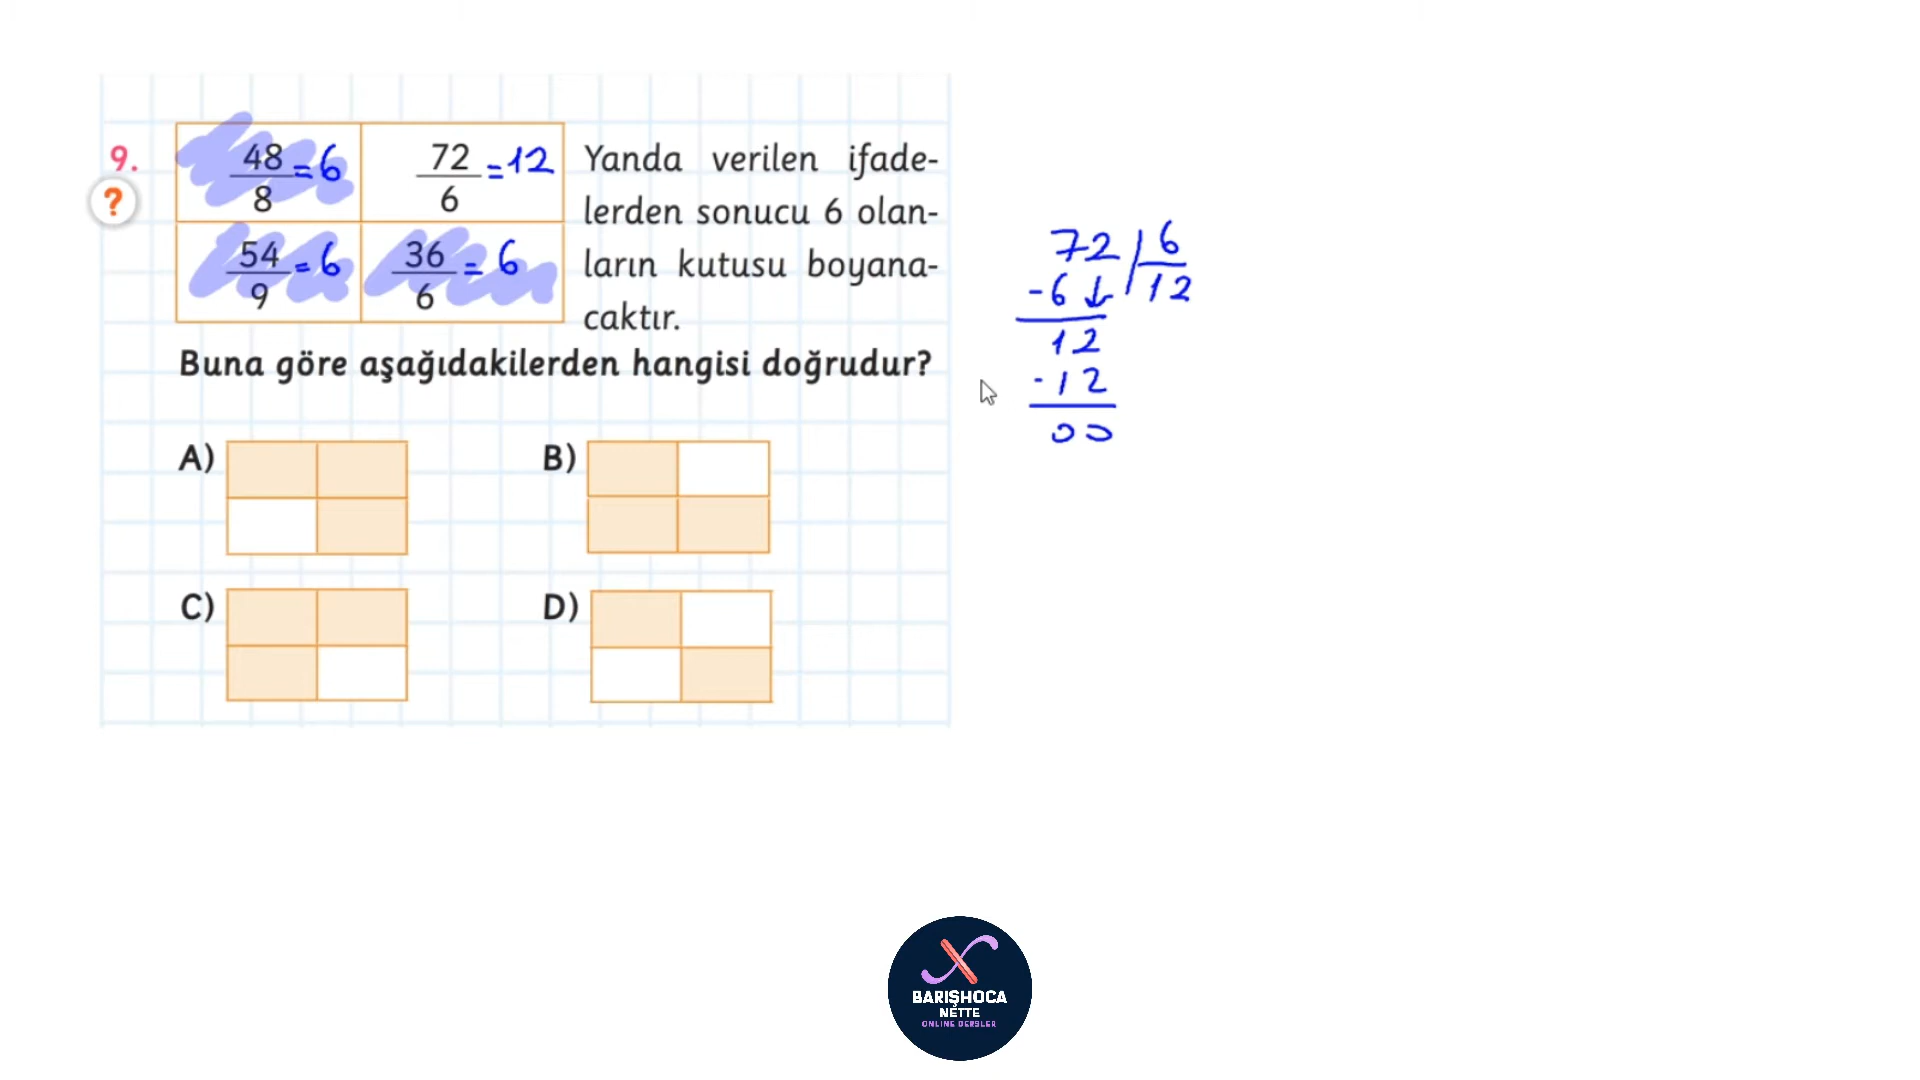 9.
?
48/8 = 6
72/6 = 12
54/9 = 6
36/6 = 6
Yanda verilen ifade-
lerden sonucu 6 olan-
ların kutusu boyana-
caktır.
Buna göre aşağıdakilerden hangisi doğrudur?
A)
B)
C)
D)
72 | 6
-6 ↓ 12
12
-12
00
BARIŞHOCA
NETTE
ONLINE DERSLER